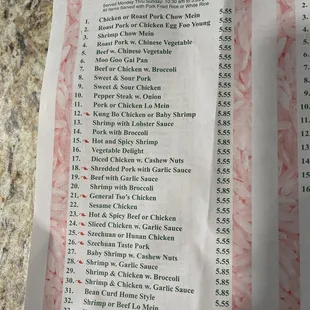 Served Monday Thru Sunday 10:30 am to 3:00 pm
All Items Served with Pork Fried Rice or White Rice
1. Chicken or Roast Pork Chow Mein 5.55
2. Roast Pork or Chicken Egg Foo Young 5.55
3. Shrimp Chow Mein 5.55
4. Roast Pork w. Chinese Vegetable 5.55
5. Beef w. Chinese Vegetable 5.55
6. Moo Goo Gai Pan 5.55
7. Beef or Chicken w. Broccoli 5.55
8. Sweet & Sour Pork 5.55
9. Sweet & Sour Chicken 5.55
10. Pepper Steak w. Onion 5.55
11. Pork or Chicken Lo Mein 5.55
12. Kung Bo Chicken or Baby Shrimp 5.55
13. Shrimp with Lobster Sauce 5.85
14. Pork with Broccoli 5.55
15. Hot and Spicy Shrimp 5.85
16. Vegetable Delight 5.55
17. Diced Chicken w. Cashew Nuts 5.55
18. Shredded Pork with Garlic Sauce 5.55
19. Beef with Garlic Sauce 5.55
20. Shrimp with Broccoli 5.85
21. General Tso's Chicken 5.85
22. Sesame Chicken 5.85
23. Hot & Spicy Beef or Chicken 5.55
24. Sliced Chicken w. Garlic Sauce 5.55
25. Szechuan or Hunan Chicken 5.55
26. Szechuan Taste Pork 5.55
27. Baby Shrimp w. Cashew Nuts 5.55
28. Shrimp w. Garlic Sauce 5.85
29. Shrimp & Chicken w. Broccoli 5.85
30. Shrimp & Chicken w. Garlic Sauce 5.85
31. Bean Curd Home Style 5.55
32. Shrimp or Beef Lo Mein